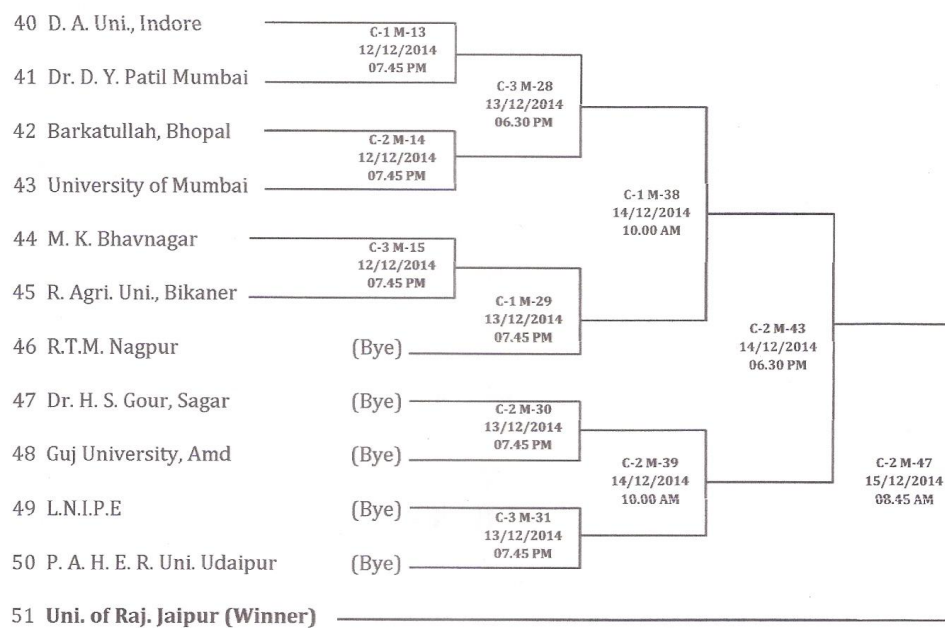 40 D. A. Uni., Indore
C-1 M-13
12/12/2014
07.45 PM
41 Dr. D. Y. Patil Mumbai
C-3 M-28
13/12/2014
06.30 PM
42 Barkatullah, Bhopal
C-2 M-14
12/12/2014
07.45 PM
43 University of Mumbai
C-1 M-38
14/12/2014
10.00 AM
44 M. K. Bhavnagar
C-3 M-15
12/12/2014
07.45 PM
45 R. Agri. Uni., Bikaner
C-1 M-29
13/12/2014
07.45 PM
46 R.T.M. Nagpur (Bye)
C-2 M-43
14/12/2014
06.30 PM
47 Dr. H. S. Gour, Sagar (Bye)
C-2 M-30
13/12/2014
07.45 PM
48 Guj University, Amd (Bye)
C-2 M-39
14/12/2014
10.00 AM
C-2 M-47
15/12/2014
08.45 AM
49 L.N.I.P.E (Bye)
C-3 M-31
13/12/2014
07.45 PM
50 P. A. H. E. R. Uni. Udaipur (Bye)
51 Uni. of Raj. Jaipur (Winner)